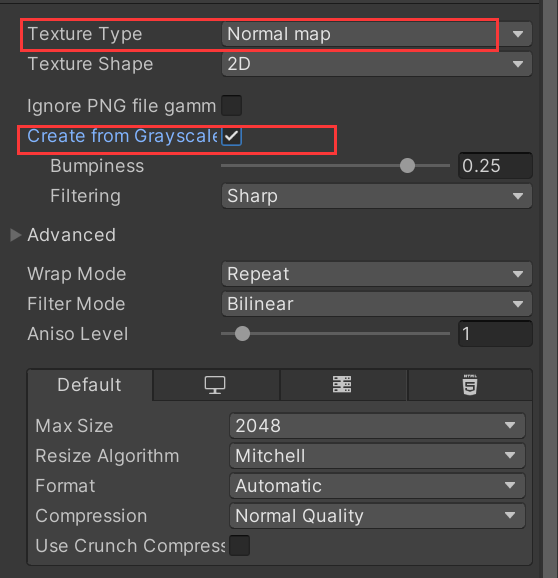 Texture Type Normal map
Texture Shape 2D
Ignore PNG file gamm
Create from Grayscale
Bumpiness 0.25
Filtering Sharp
Advanced
Wrap Mode Repeat
Filter Mode Bilinear
Aniso Level 1
Default HTML 5
Max Size 2048
Resize Algorithm Mitchell
Format Automatic
Compression Normal Quality
Use Crunch Compress